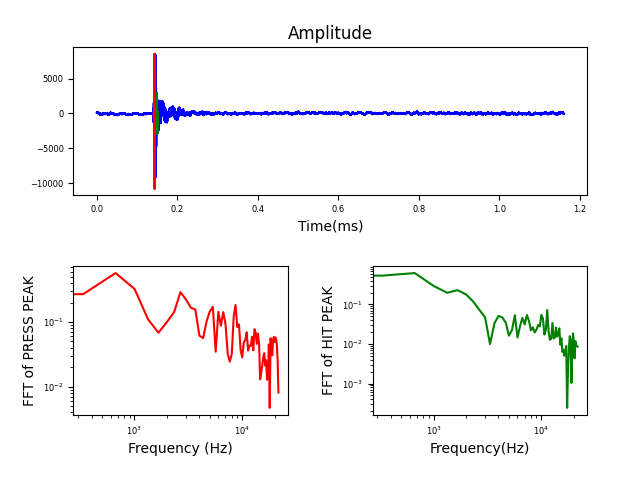 Amplitude
5000
0
−5000
−10000
0.0 0.2 0.4 0.6 0.8 1.0 1.2
Time(ms)
FFT of PRESS PEAK
10⁻¹
10⁻²
10³ 10⁴
Frequency (Hz)
FFT of HIT PEAK
10⁻¹
10⁻²
10⁻³
10³ 10⁴
Frequency(Hz)